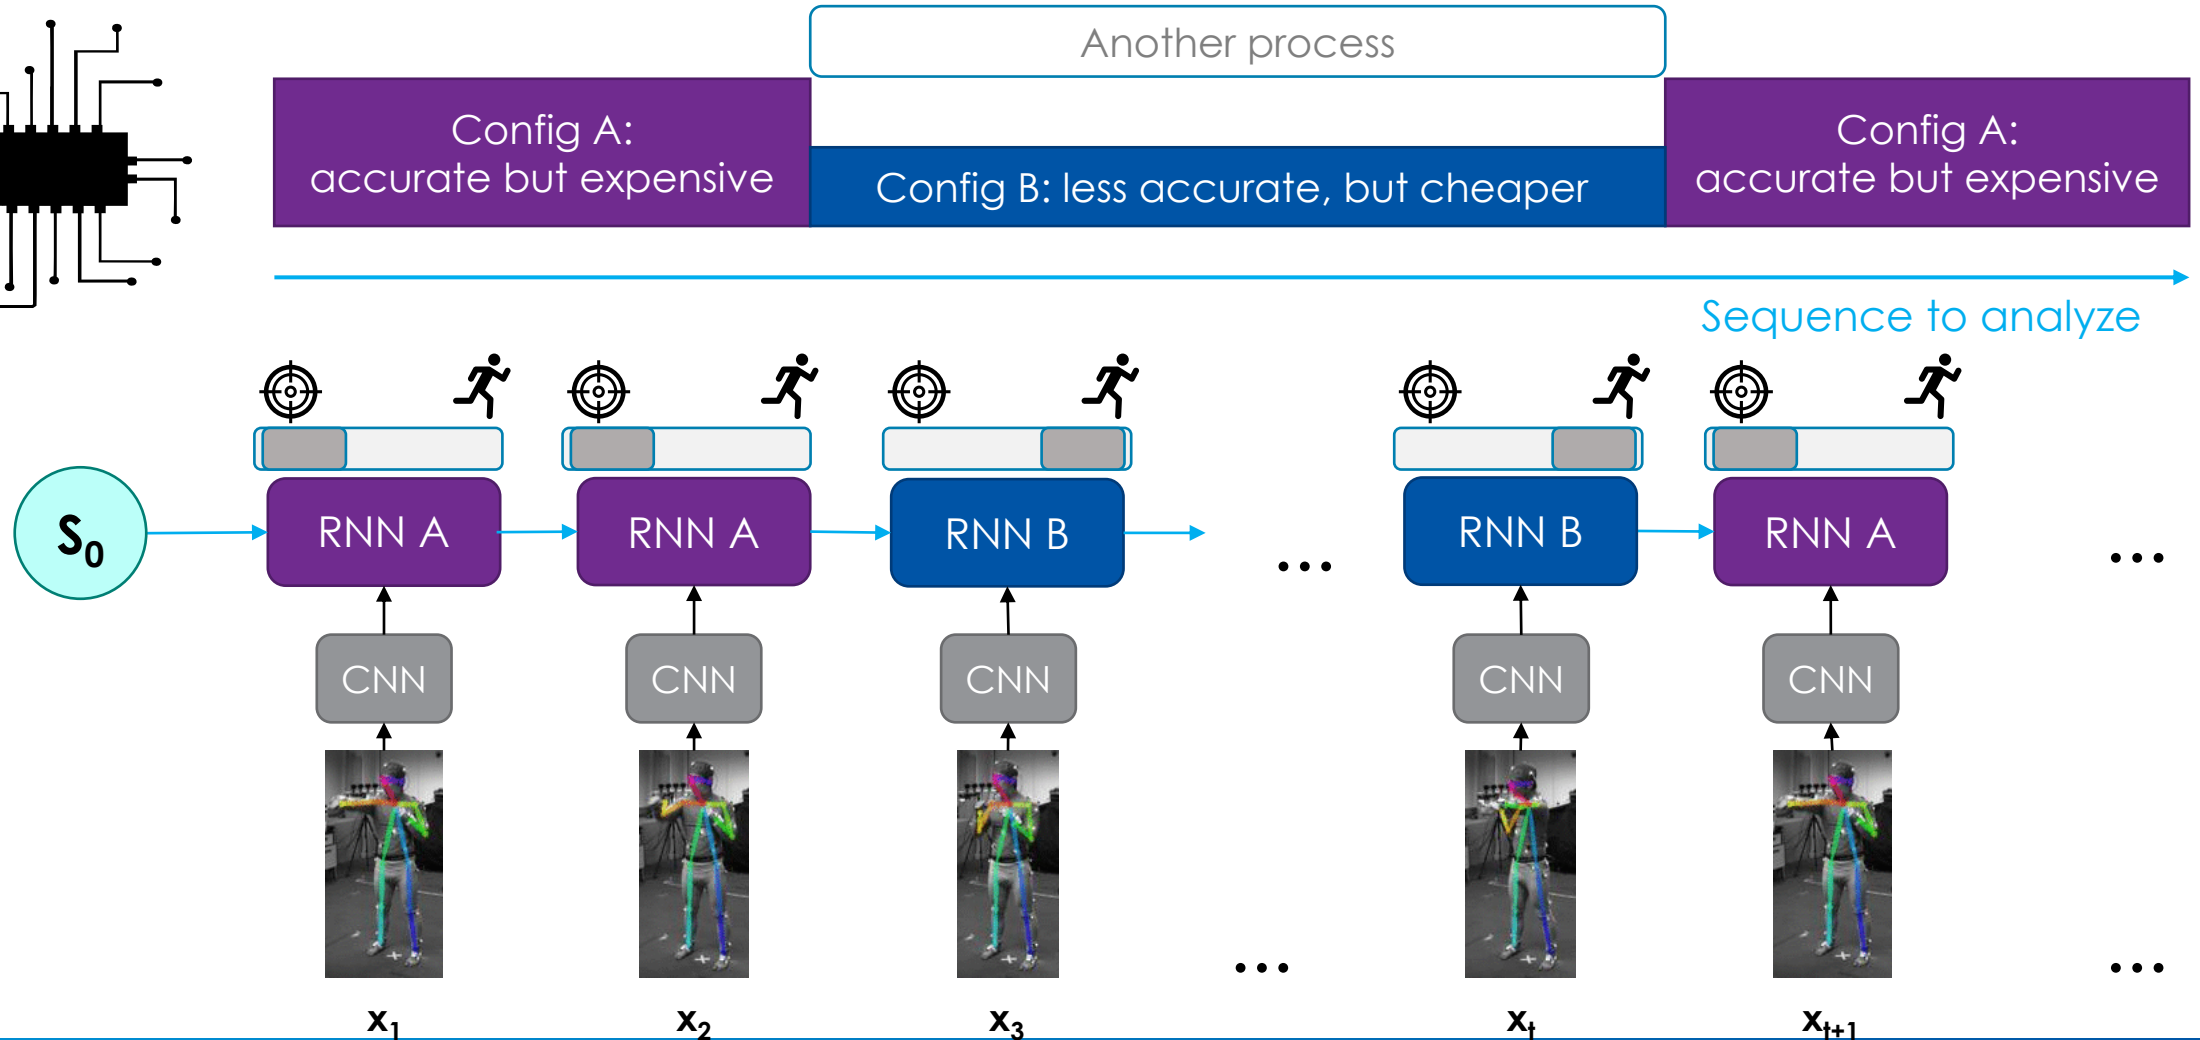 Another process
Config A:
accurate but expensive
Config B: less accurate, but cheaper
Config A:
accurate but expensive
Sequence to analyze
S0
RNN A
RNN A
RNN B
...
RNN B
RNN A
...
CNN
CNN
CNN
CNN
CNN
...
...
x1
x2
x3
xt
xt+1